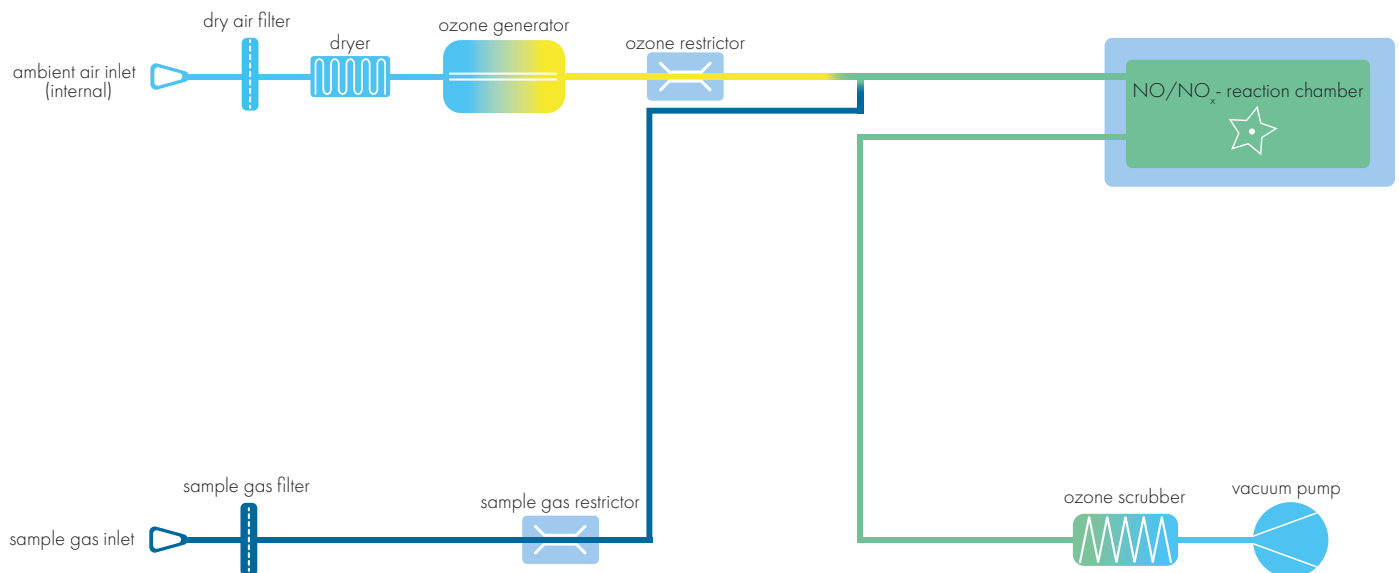 dry air filter
ozone generator
dryer
ozone restrictor
ambient air inlet
(internal)
NO/NOx- reaction chamber
sample gas filter
sample gas restrictor
ozone scrubber
vacuum pump
sample gas inlet